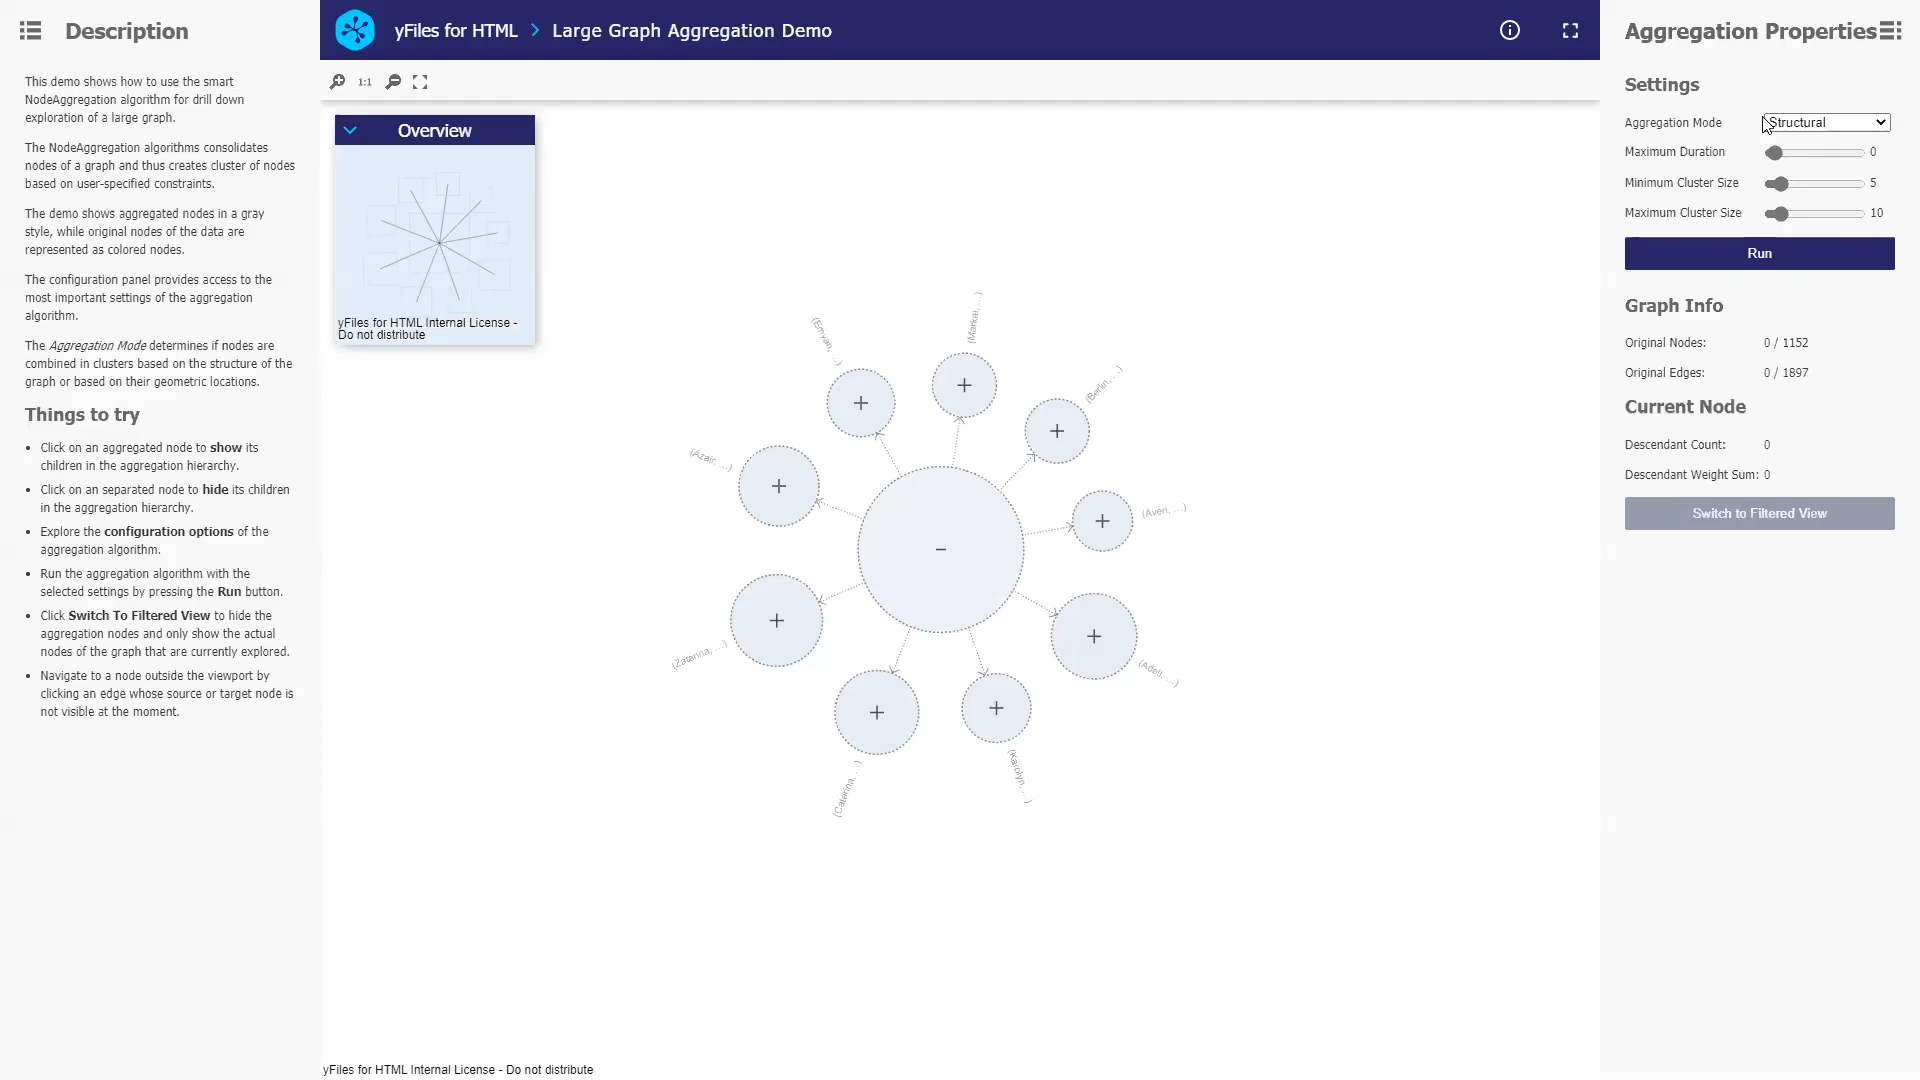 Description
This demo shows how to use the smart
NodeAggregation algorithm for drill down
exploration of a large graph.
The NodeAggregation algorithms consolidates
nodes of a graph and thus creates cluster of nodes
based on user-specified constraints.
The demo shows aggregated nodes in a gray
style, while original nodes of the data are
represented as colored nodes.
The configuration panel provides access to the
most important settings of the aggregation
algorithm.
The Aggregation Mode determines if nodes are
combined in clusters based on the structure of the
graph or based on their geometric locations.
Things to try
• Click on an aggregated node to show its
children in the aggregation hierarchy.
• Click on an separated node to hide its children
in the aggregation hierarchy.
• Explore the configuration options of the
aggregation algorithm.
• Run the aggregation algorithm with the
selected settings by pressing the Run button.
• Click Switch To Filtered View to hide the
aggregation nodes and only show the actual
nodes of the graph that are currently explored.
• Navigate to a node outside the viewport by
clicking an edge whose source or target node is
not visible at the moment.
yFiles for HTML > Large Graph Aggregation Demo
1:1
Overview
yFiles for HTML Internal License -
Do not distribute
(Emyah, ...)
(Markai, ...)
(Berlin, ...)
(Azair, ...)
(Averi, ...)
(Zatanna, ...)
(Adell, ...)
(Caterina, ...)
(Karolyn, ...)
yFiles for HTML Internal License - Do not distribute
Aggregation Properties
Settings
Aggregation Mode Structural
Maximum Duration 0
Minimum Cluster Size 5
Maximum Cluster Size 10
Run
Graph Info
Original Nodes: 0 / 1152
Original Edges: 0 / 1897
Current Node
Descendant Count: 0
Descendant Weight Sum: 0
Switch to Filtered View